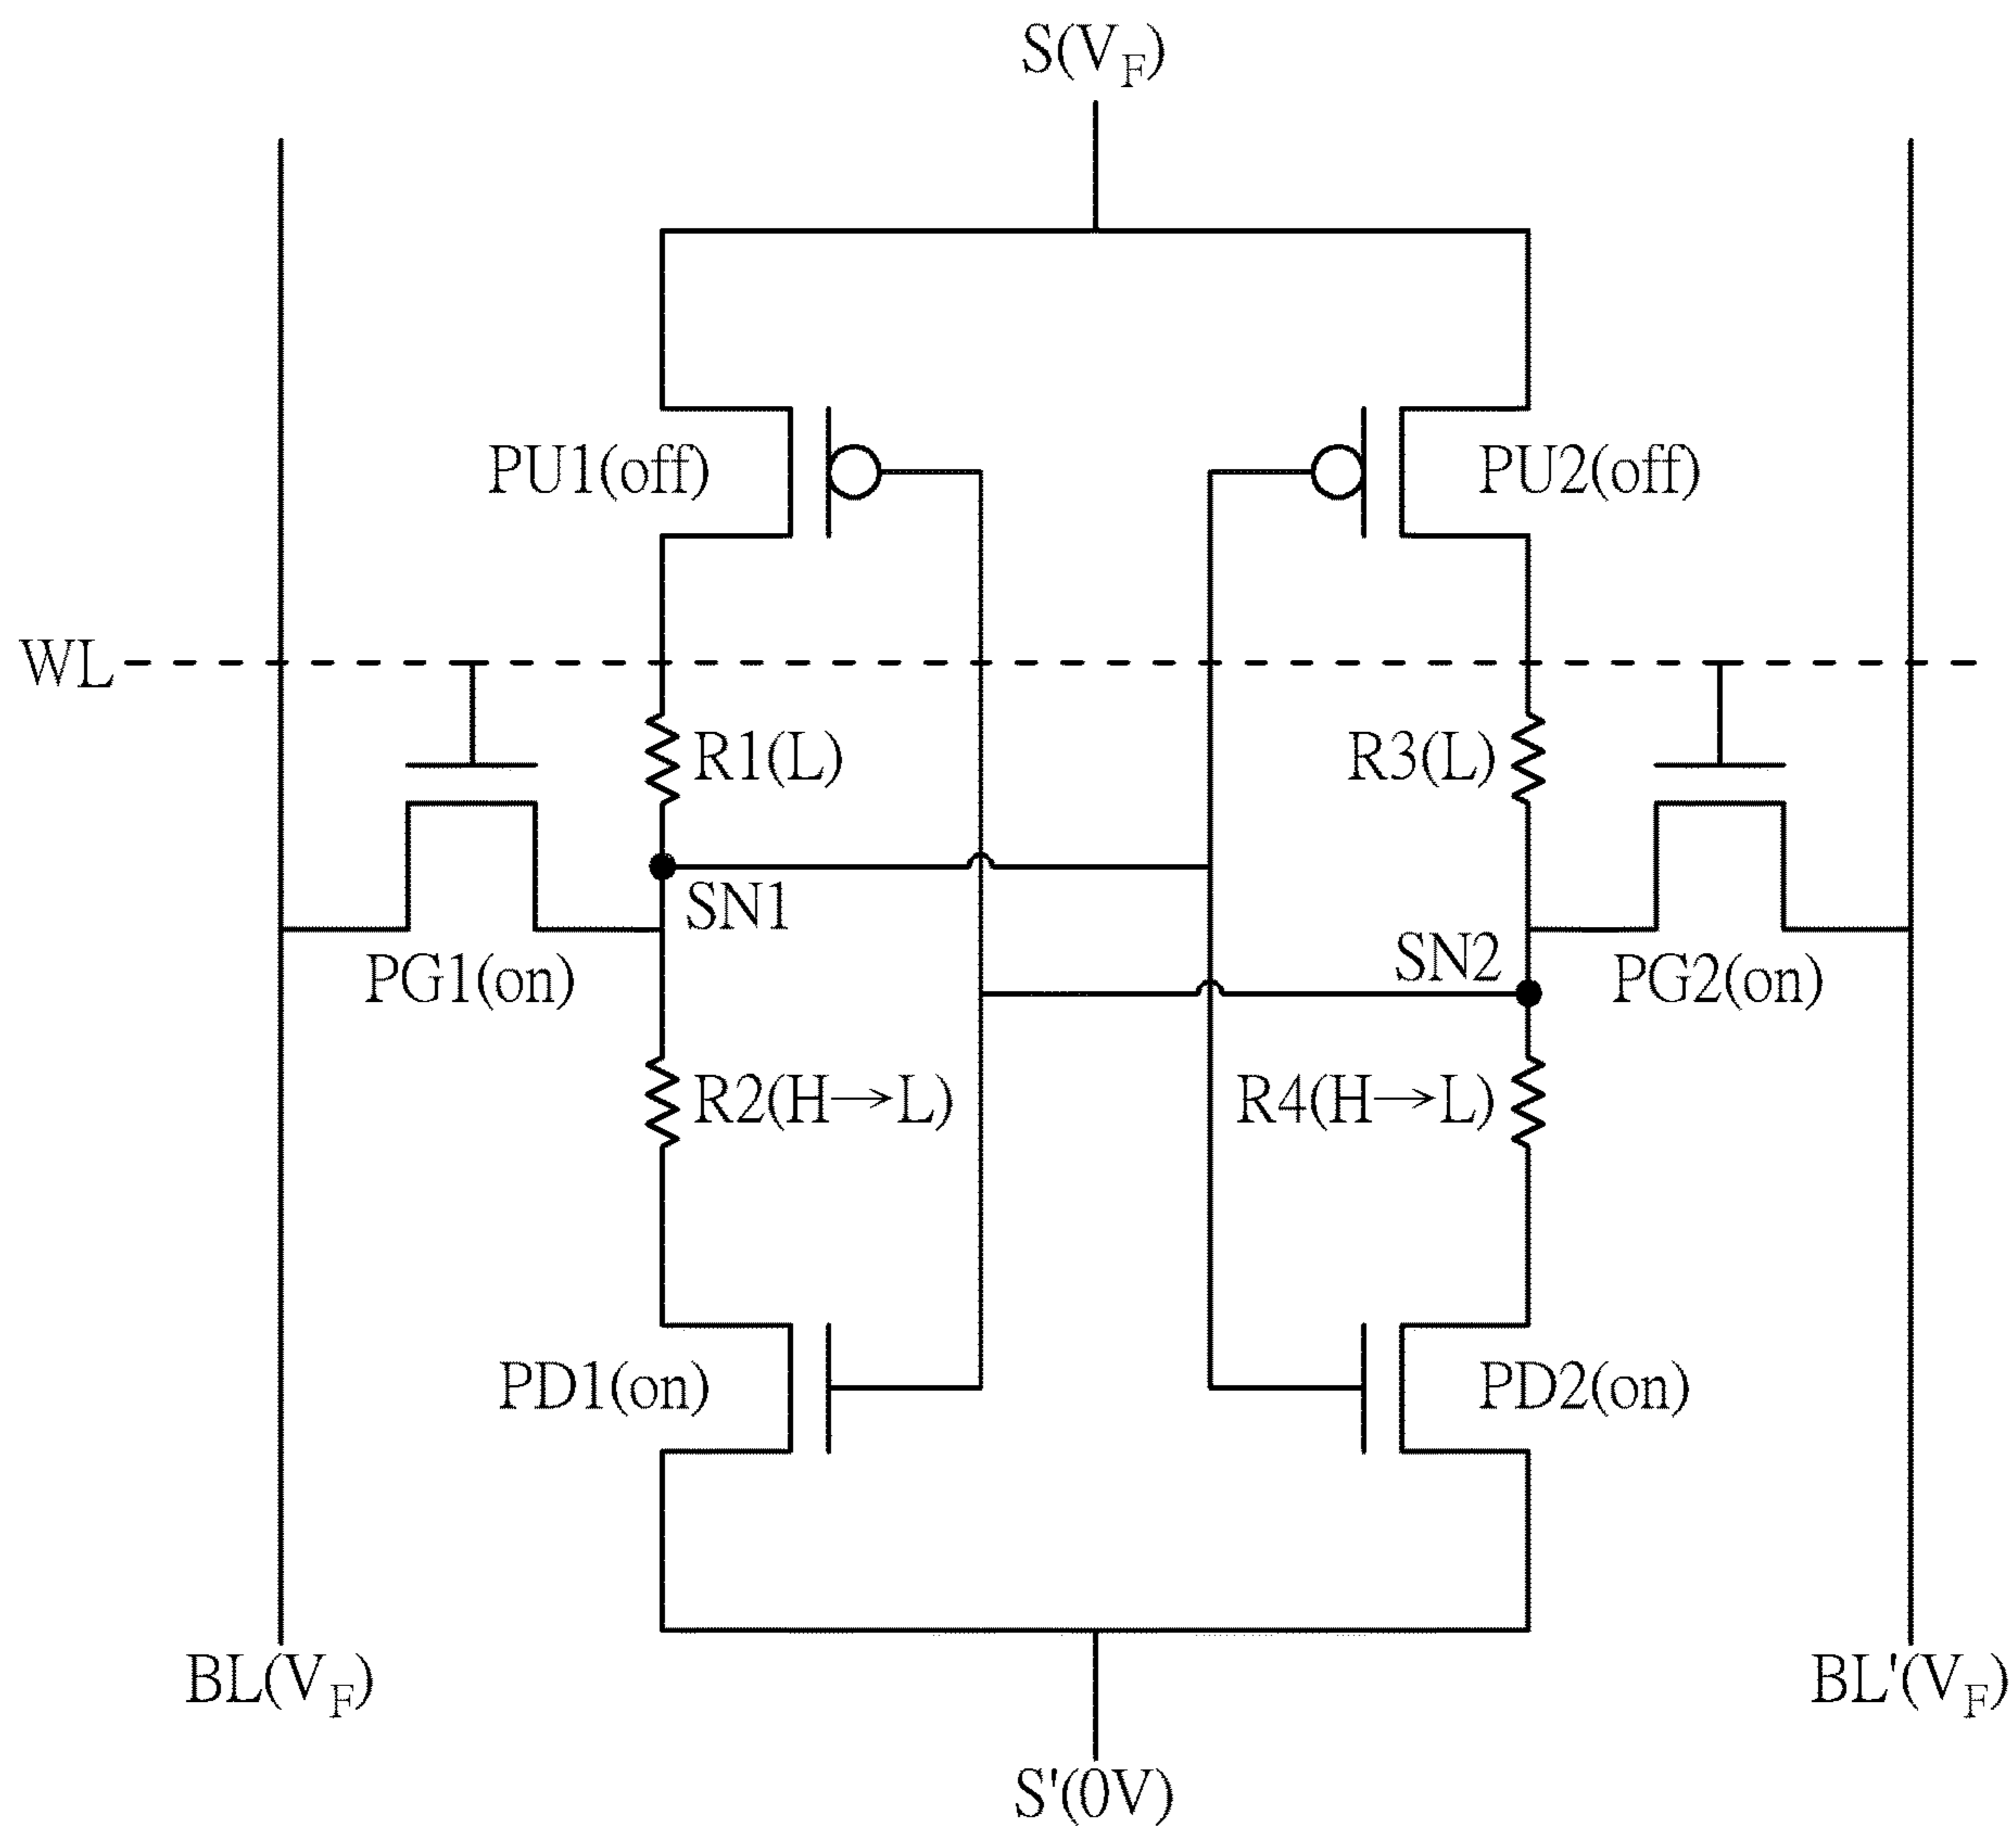 S(V_F)
PU1(off)
PU2(off)
WL
R1(L)
R3(L)
SN1
SN2
PG1(on)
PG2(on)
R2(H→L)
R4(H→L)
PD1(on)
PD2(on)
BL(V_F)
BL'(V_F)
S'(0V)